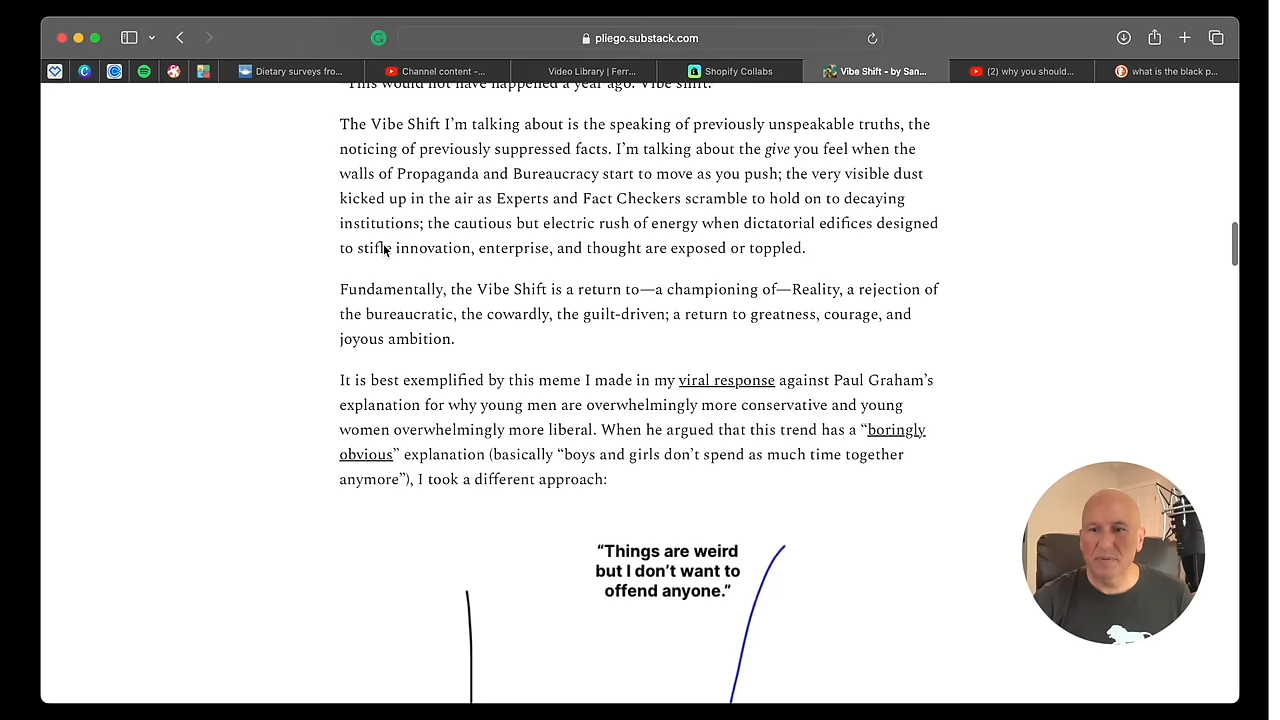 pliego.substack.com
Dietary surveys fro...
Channel content -...
Video Library | Ferr...
Shopify Collabs
Vibe Shift - by San...
(2) why you should...
what is the black p...
"This would not have happened a year ago. Vibe shift."
The Vibe Shift I’m talking about is the speaking of previously unspeakable truths, the
noticing of previously suppressed facts. I’m talking about the give you feel when the
walls of Propaganda and Bureaucracy start to move as you push; the very visible dust
kicked up in the air as Experts and Fact Checkers scramble to hold on to decaying
institutions; the cautious but electric rush of energy when dictatorial edifices designed
to stifle innovation, enterprise, and thought are exposed or toppled.
Fundamentally, the Vibe Shift is a return to—a championing of—Reality, a rejection of
the bureaucratic, the cowardly, the guilt-driven; a return to greatness, courage, and
joyous ambition.
It is best exemplified by this meme I made in my viral response against Paul Graham’s
explanation for why young men are overwhelmingly more conservative and young
women overwhelmingly more liberal. When he argued that this trend has a “boringly
obvious” explanation (basically “boys and girls don’t spend as much time together
anymore”), I took a different approach:
“Things are weird
but I don’t want to
offend anyone.”